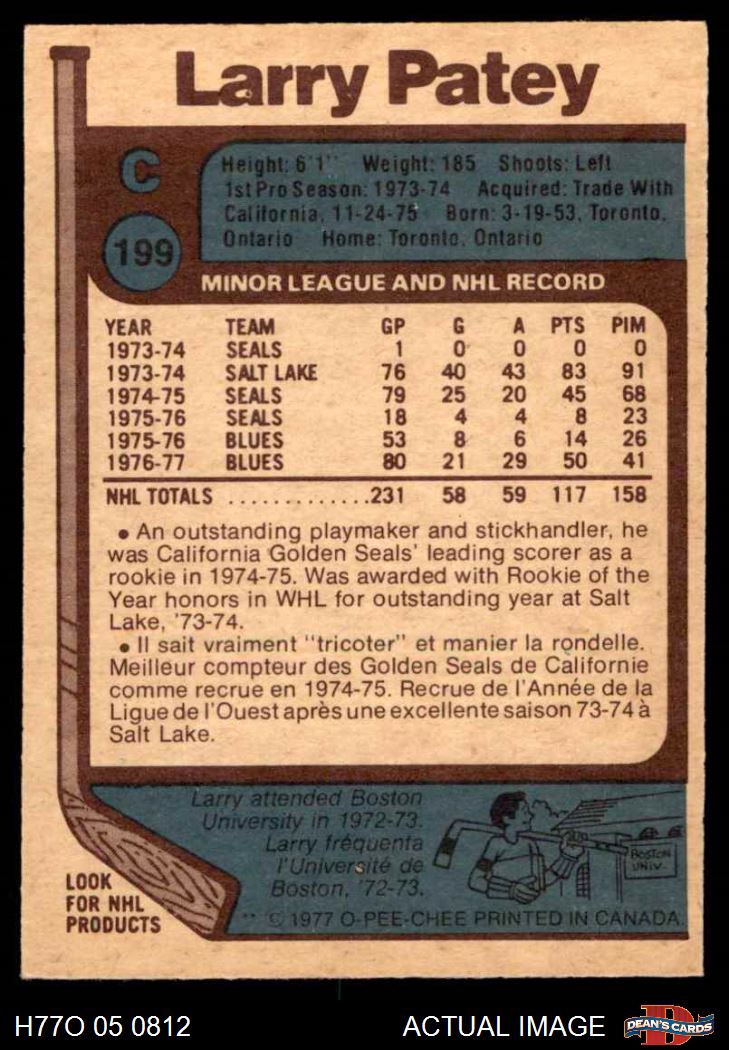 Larry Patey
C
Height: 6'1" Weight: 185 Shoots: Left
1st Pro Season: 1973-74 Acquired: Trade With
California, 11-24-75 Born: 3-19-53, Toronto,
Ontario Home: Toronto, Ontario
199
MINOR LEAGUE AND NHL RECORD
YEAR TEAM GP G A PTS PIM
1973-74 SEALS 1 0 0 0 0
1973-74 SALT LAKE 76 40 43 83 91
1974-75 SEALS 79 25 20 45 68
1975-76 SEALS 18 4 4 8 23
1975-76 BLUES 53 8 6 14 26
1976-77 BLUES 80 21 29 50 41
NHL TOTALS .............231 58 59 117 158
• An outstanding playmaker and stickhandler, he
was California Golden Seals' leading scorer as a
rookie in 1974-75. Was awarded with Rookie of the
Year honors in WHL for outstanding year at Salt
Lake, '73-74.
• Il sait vraiment "tricoter" et manier la rondelle.
Meilleur compteur des Golden Seals de Californie
comme recrue en 1974-75. Recrue de l'Année de la
Ligue de l'Ouest après une excellente saison 73-74 à
Salt Lake.
Larry attended Boston
University in 1972-73.
Larry fréquenta
l'Université de
Boston, '72-73.
BOSTON
UNIV.
LOOK
FOR NHL
PRODUCTS
** © 1977 O-PEE-CHEE PRINTED IN CANADA.
H77O 05 0812 ACTUAL IMAGE
D
DEAN'S CARDS